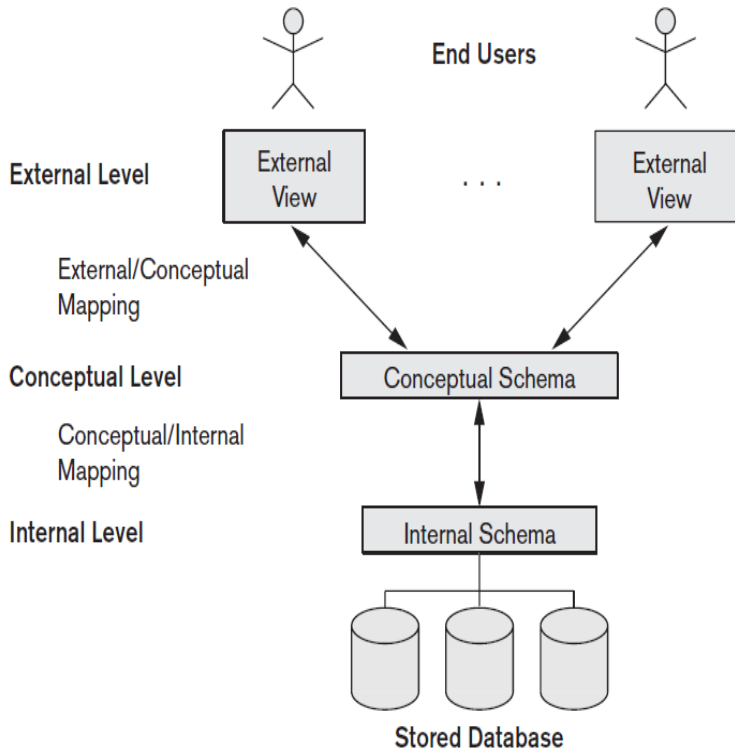 End Users
External Level
External
View
. . .
External
View
External/Conceptual
Mapping
Conceptual Level
Conceptual Schema
Conceptual/Internal
Mapping
Internal Level
Internal Schema
Stored Database